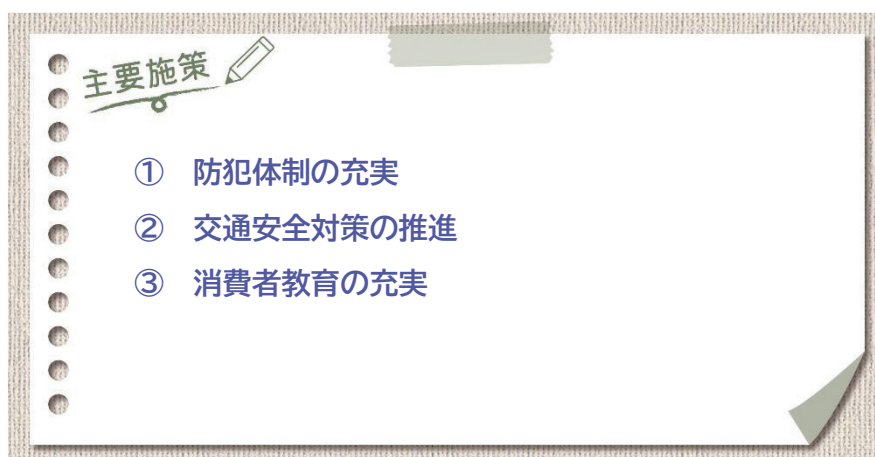 主要施策
① 防犯体制の充実
② 交通安全対策の推進
③ 消費者教育の充実